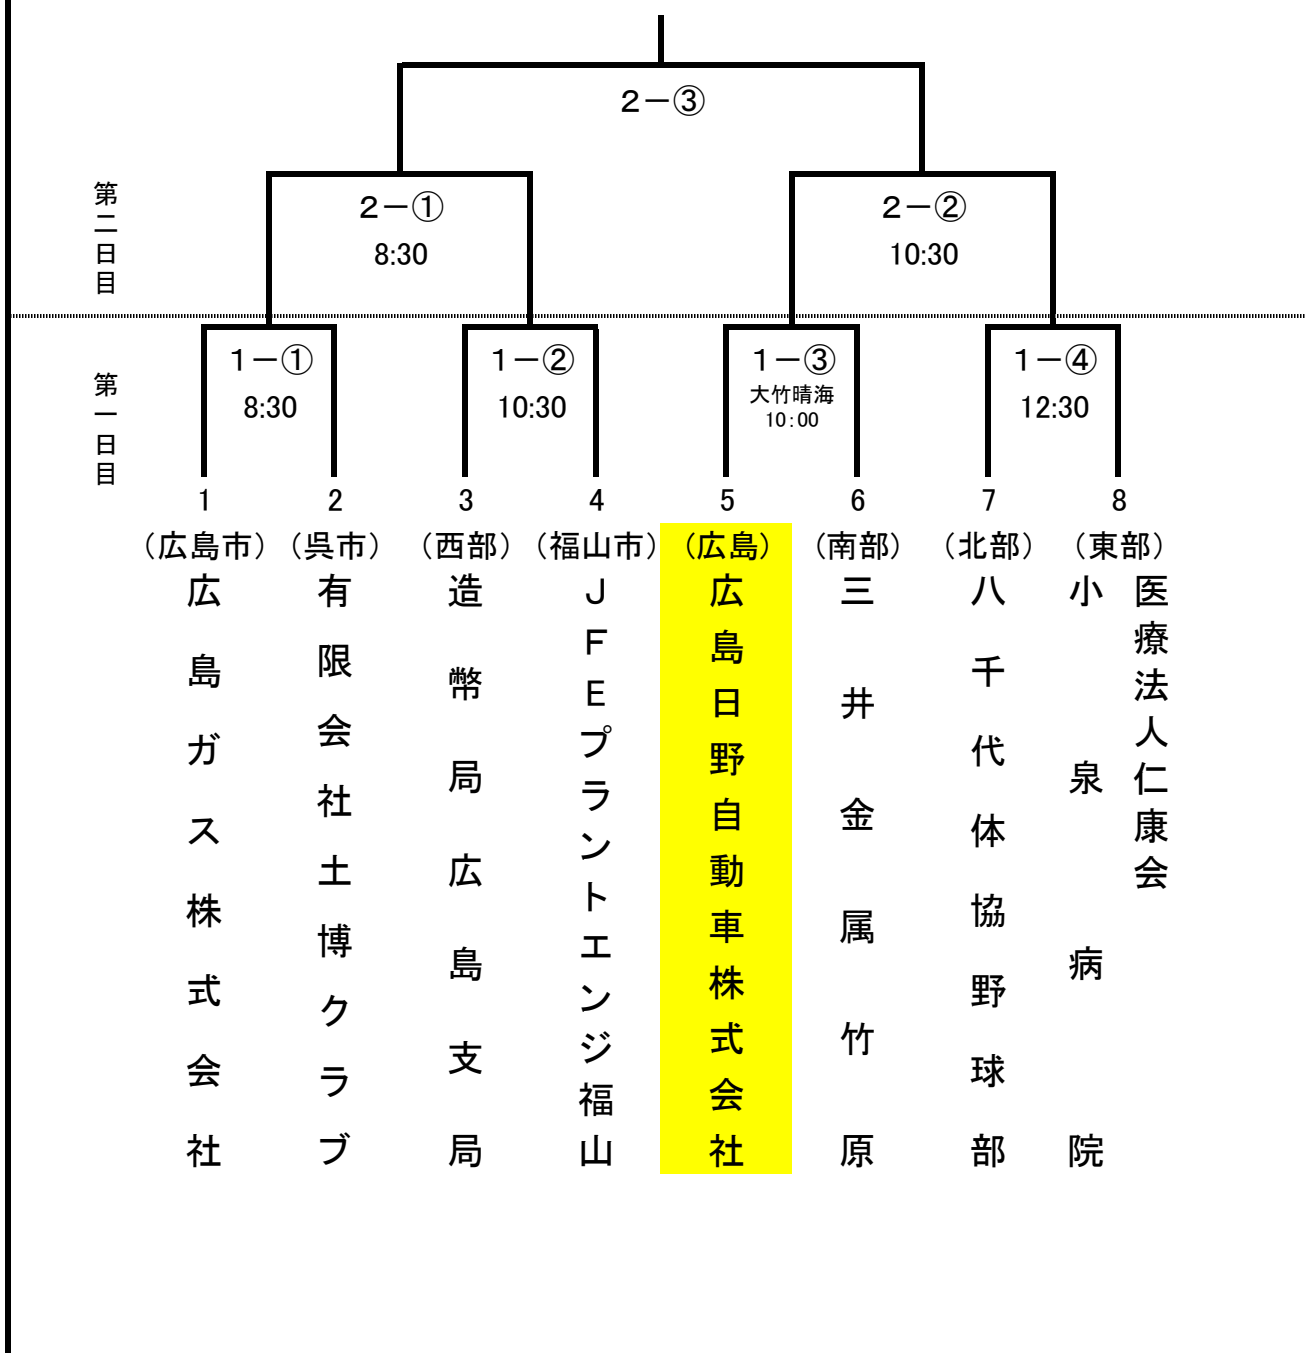 2－③
第二日目
2－①
8:30
2－②
10:30
第一日目
1－①
8:30
1－②
10:30
1－③
大竹晴海
10:00
1－④
12:30
1
2
3
4
5
6
7
8
（広島市）
（呉市）
（西部）
（福山市）
（広島）
（南部）
（北部）
（東部）
広島ガス株式会社
有限会社土博クラブ
造幣局広島支局
ＪＦＥプラントエンジ福山
広島日野自動車株式会社
三井金属竹原
八千代体協野球部
医療法人仁康会
小泉病院